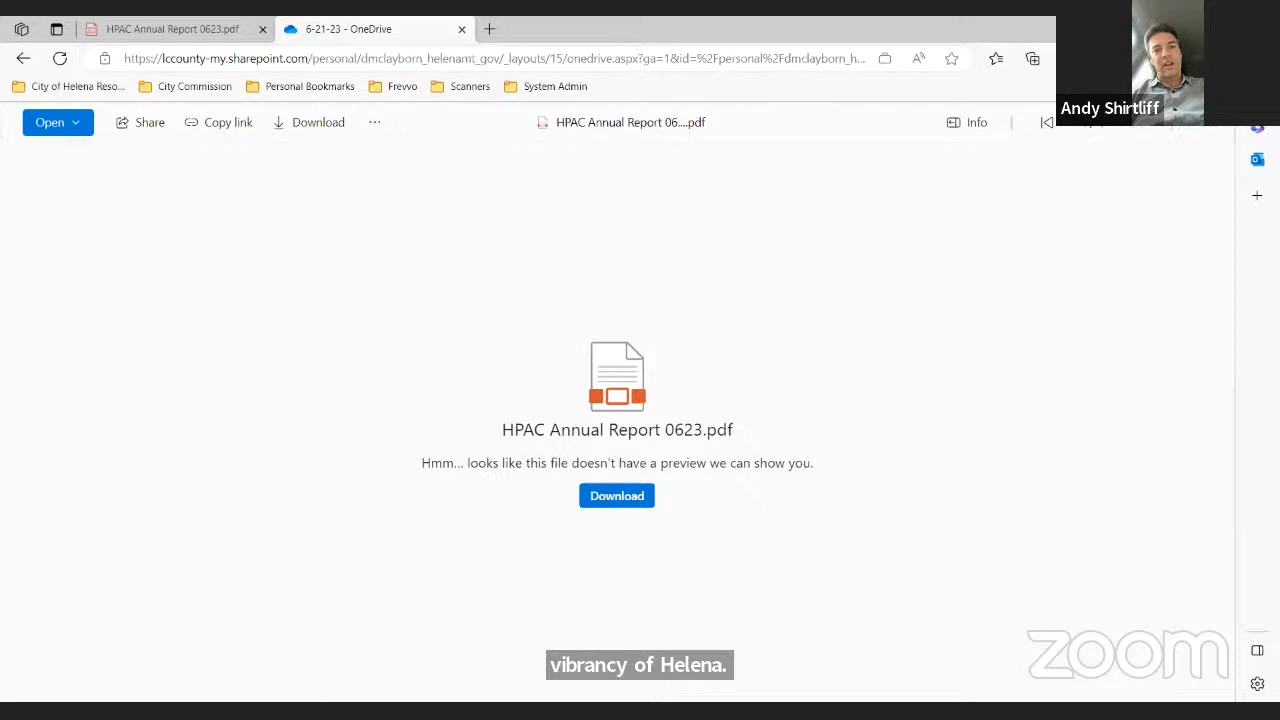 HPAC Annual Report 0623.pdf
6-21-23 - OneDrive
https://lccounty-my.sharepoint.com/personal/dmclayborn_helenamt_gov/_layouts/15/onedrive.aspx?ga=1&id=%2Fpersonal%2Fdmclayborn_h...
City of Helena Reso...
City Commission
Personal Bookmarks
Frevvo
Scanners
System Admin
Andy Shirtliff
Open
Share
Copy link
Download
HPAC Annual Report 06....pdf
Info
HPAC Annual Report 0623.pdf
Hmm... looks like this file doesn't have a preview we can show you.
Download
zoom
vibrancy of Helena.